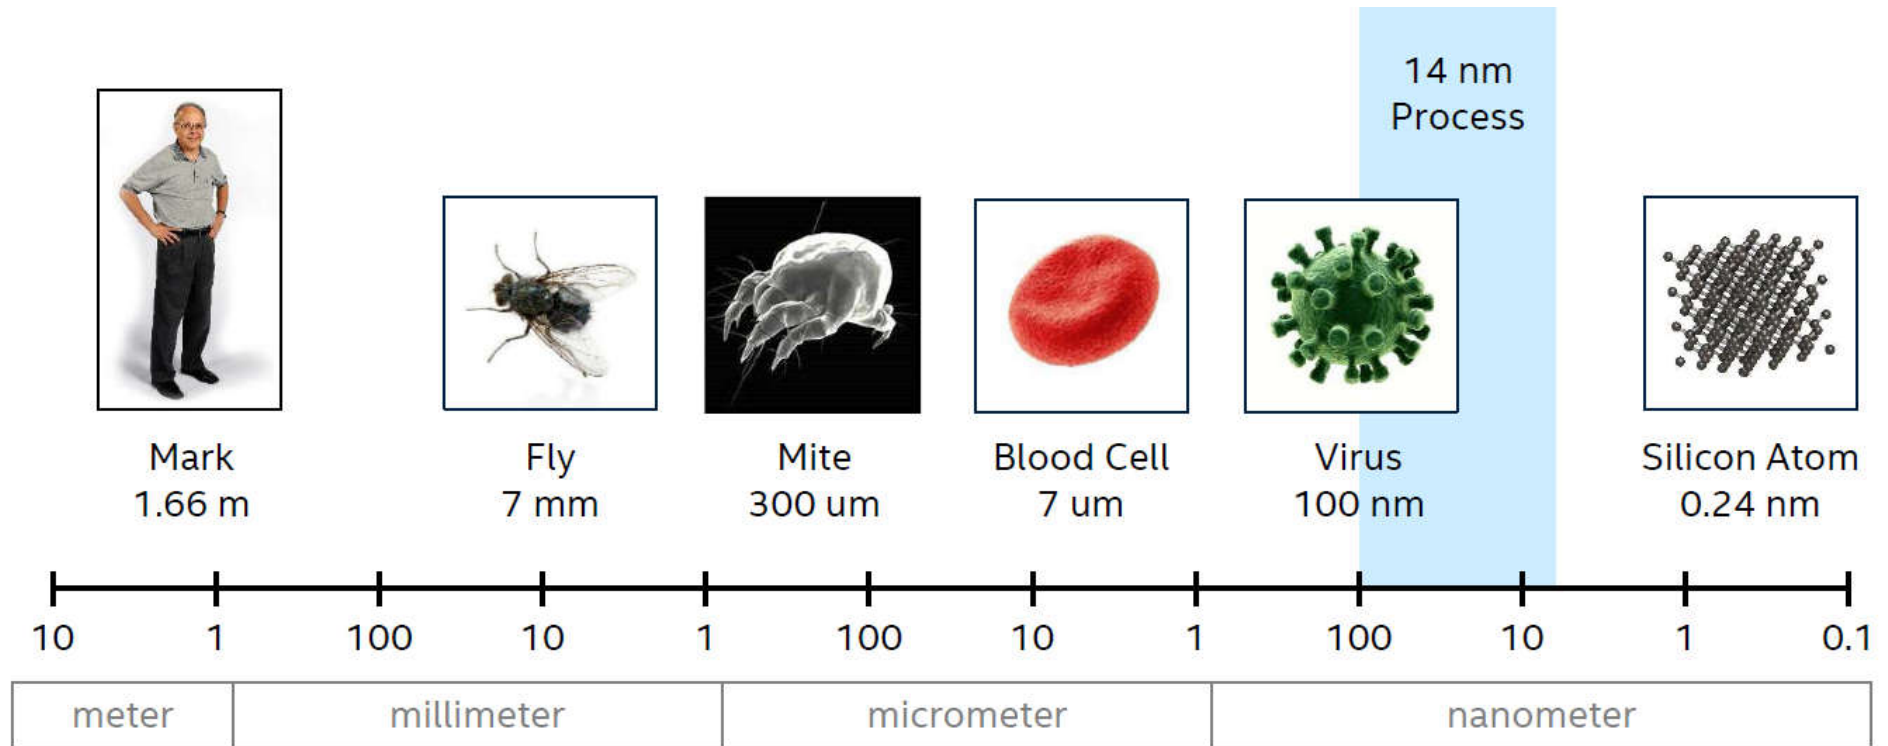 14 nm
Process
Mark
1.66 m
Fly
7 mm
Mite
300 um
Blood Cell
7 um
Virus
100 nm
Silicon Atom
0.24 nm
10 1 100 10 1 100 10 1 100 10 1 0.1
meter millimeter micrometer nanometer